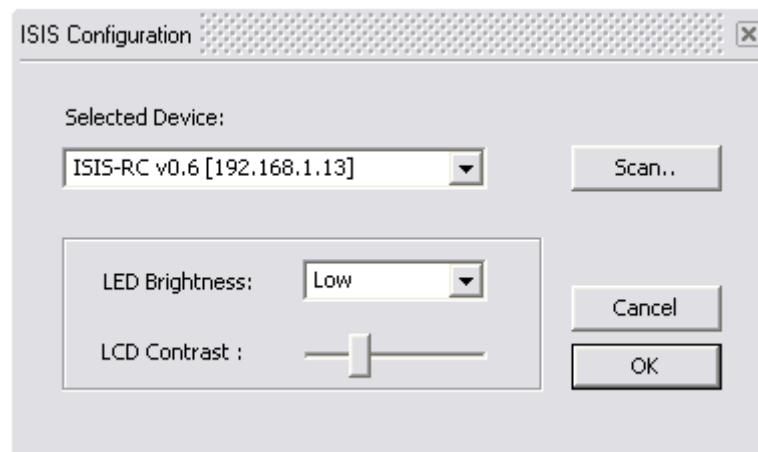 ISIS Configuration
Selected Device:
ISIS-RC v0.6 [192.168.1.13]
Scan..
LED Brightness:
Low
Cancel
LCD Contrast :
OK